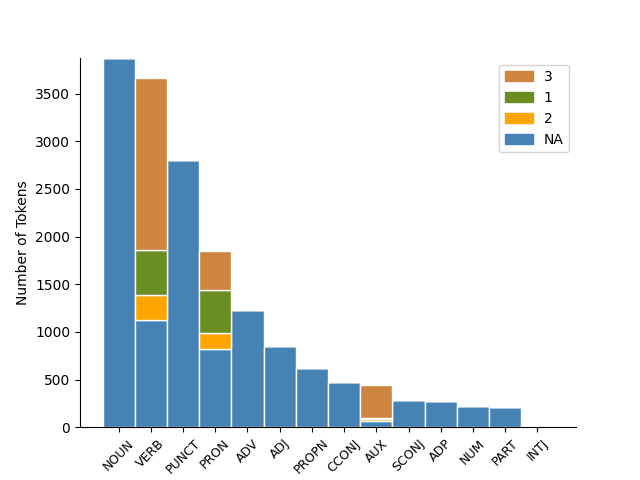 3
1
2
NA
Number of Tokens
3500
3000
2500
2000
1500
1000
500
0
NOUN
VERB
PUNCT
PRON
ADV
ADJ
PROPN
CCONJ
AUX
SCONJ
ADP
NUM
PART
INTJ